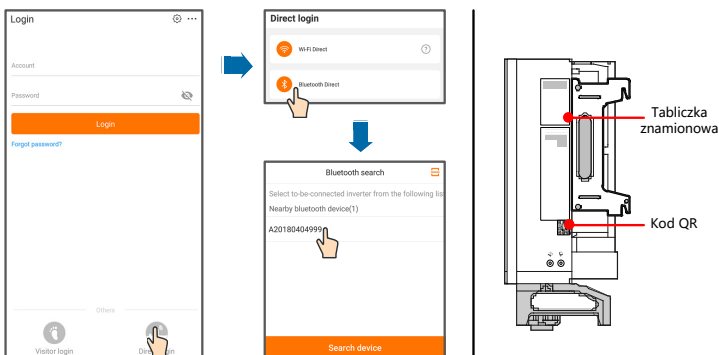 Login
Account
Password
Login
Forgot password?
Others
Visitor login
Direct login
Direct login
Wi-Fi Direct
Bluetooth Direct
Bluetooth search
Select to-be-connected inverter from the following lis
Nearby bluetooth device(1)
A20180404999
Search device
Tabliczka
znamionowa
Kod QR